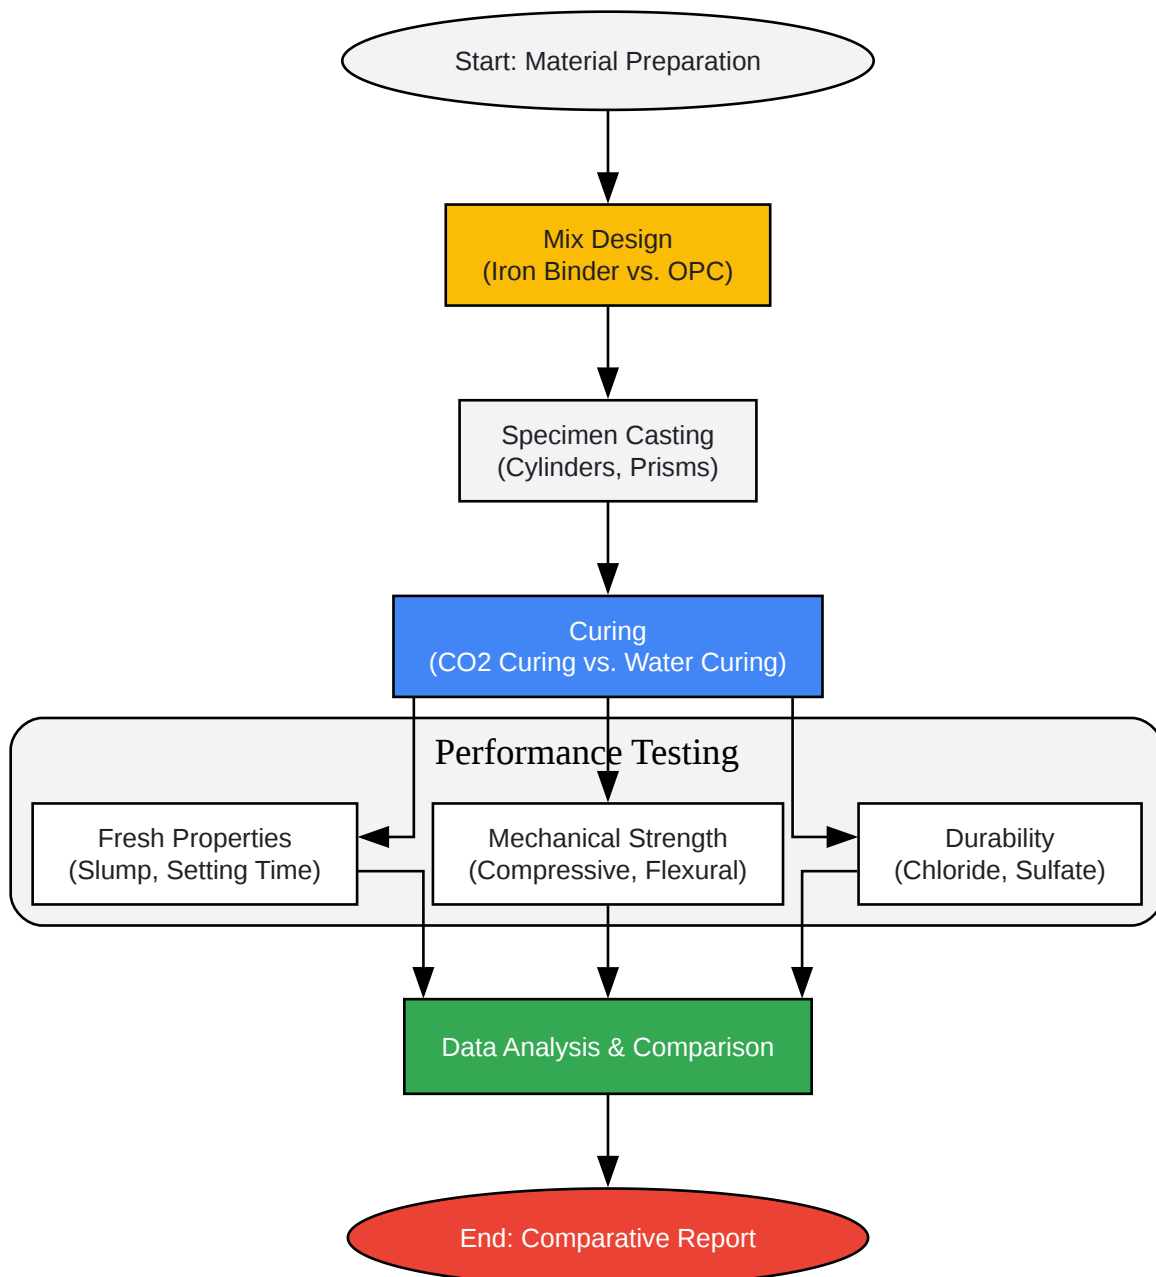 Start: Material Preparation
Mix Design
(Iron Binder vs. OPC)
Specimen Casting
(Cylinders, Prisms)
Curing
(CO2 Curing vs. Water Curing)
Performance Testing
Fresh Properties
(Slump, Setting Time)
Mechanical Strength
(Compressive, Flexural)
Durability
(Chloride, Sulfate)
Data Analysis & Comparison
End: Comparative Report